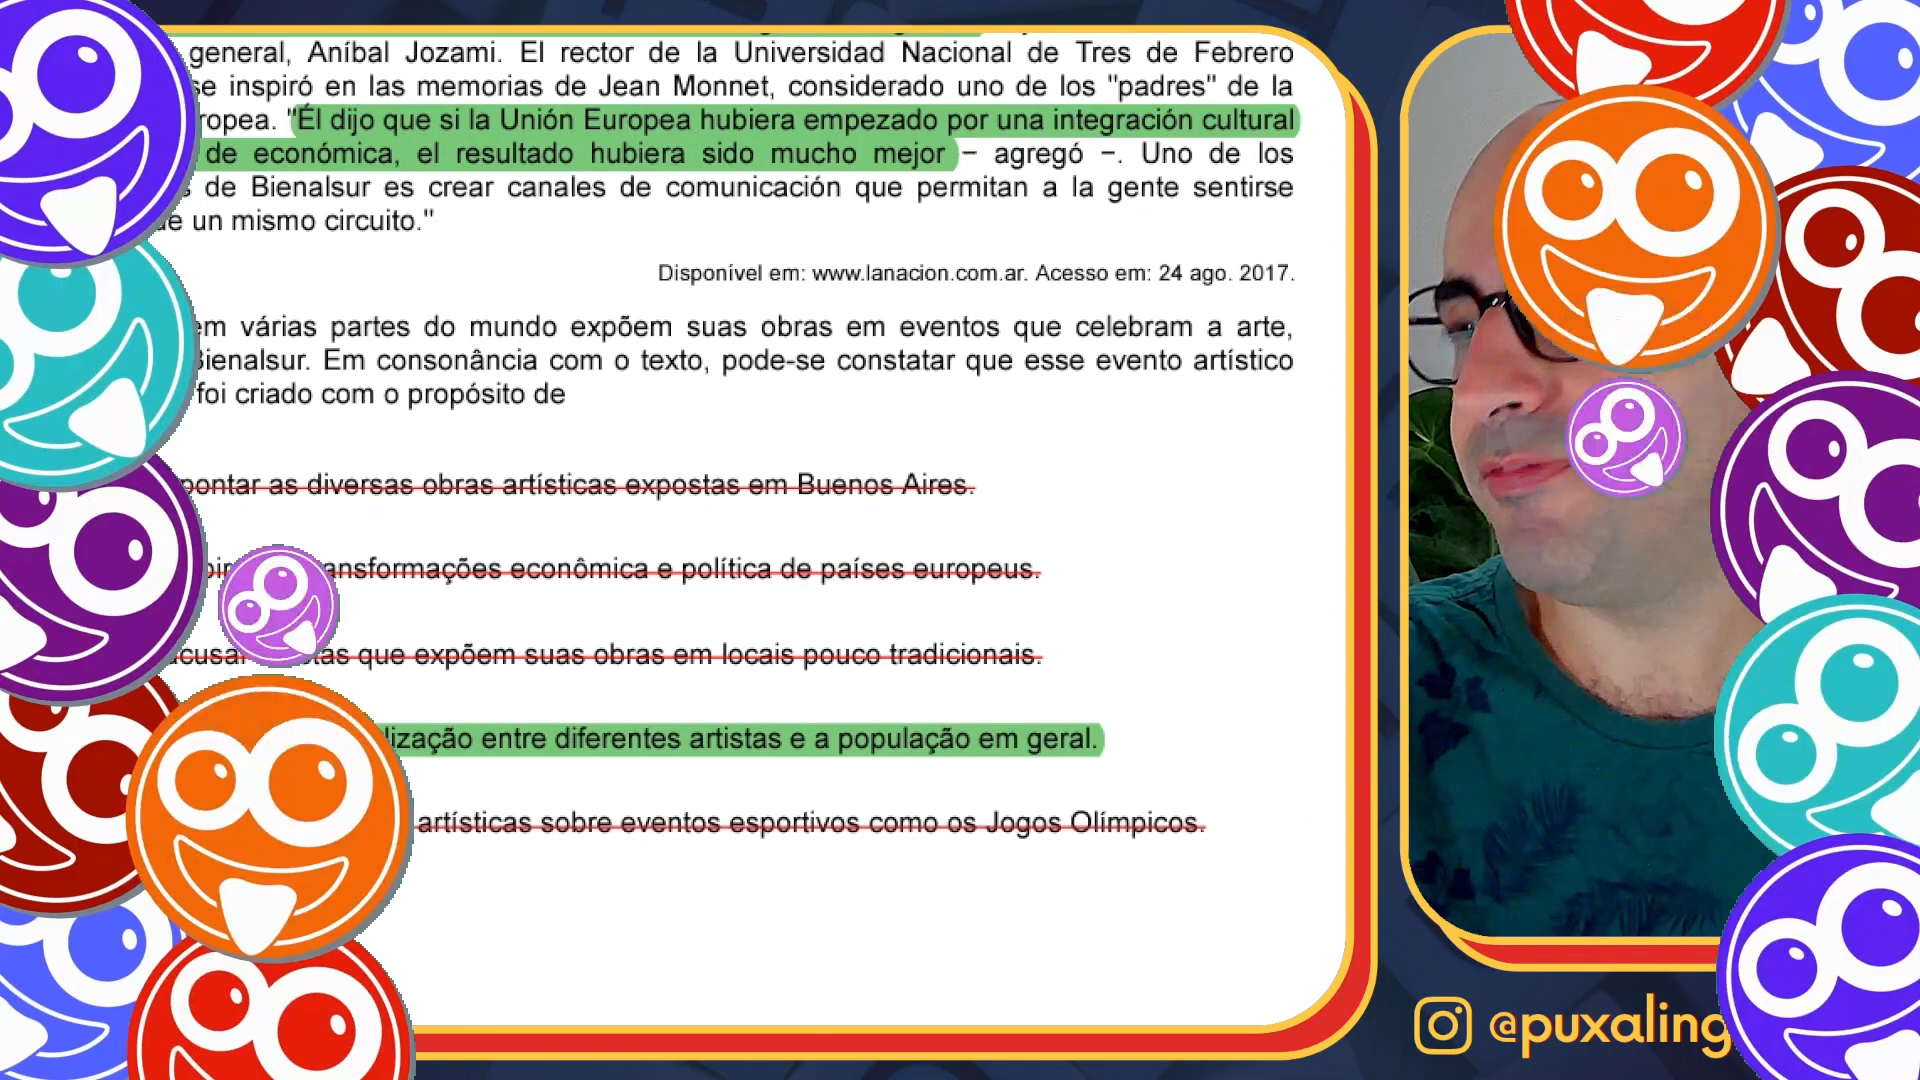 general, Aníbal Jozami. El rector de la Universidad Nacional de Tres de Febrero
se inspiró en las memorias de Jean Monnet, considerado uno de los "padres" de la
ropea. "Él dijo que si la Unión Europea hubiera empezado por una integración cultural
de económica, el resultado hubiera sido mucho mejor – agregó –. Uno de los
de Bienalsur es crear canales de comunicación que permitan a la gente sentirse
de un mismo circuito."
Disponível em: www.lanacion.com.ar. Acesso em: 24 ago. 2017.
em várias partes do mundo expõem suas obras em eventos que celebram a arte,
Bienalsur. Em consonância com o texto, pode-se constatar que esse evento artístico
foi criado com o propósito de
pontar as diversas obras artísticas expostas em Buenos Aires.
ansformações econômica e política de países europeus.
que expõem suas obras em locais pouco tradicionais.
lização entre diferentes artistas e a população em geral.
artísticas sobre eventos esportivos como os Jogos Olímpicos.
@puxaling